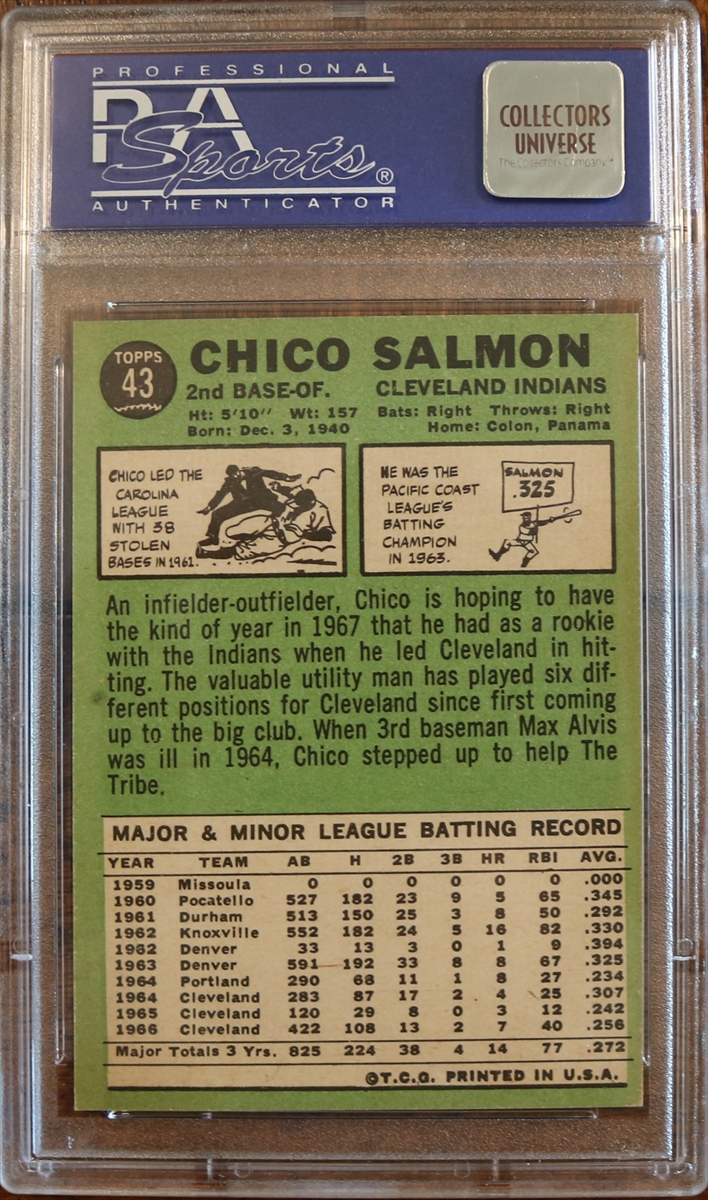 PROFESSIONAL
PSA
Sports®
AUTHENTICATOR
COLLECTORS
UNIVERSE
The Collectors Company
TOPPS
43
CHICO SALMON
2nd BASE-OF. CLEVELAND INDIANS
Ht: 5'10" Wt: 157 Bats: Right Throws: Right
Born: Dec. 3, 1940 Home: Colon, Panama
CHICO LED THE
CAROLINA
LEAGUE
WITH 38
STOLEN
BASES IN 1961.
HE WAS THE
PACIFIC COAST
LEAGUE'S
BATTING
CHAMPION
IN 1963.
SALMON
.325
An infielder-outfielder, Chico is hoping to have
the kind of year in 1967 that he had as a rookie
with the Indians when he led Cleveland in hit-
ting. The valuable utility man has played six dif-
ferent positions for Cleveland since first coming
up to the big club. When 3rd baseman Max Alvis
was ill in 1964, Chico stepped up to help The
Tribe.
MAJOR & MINOR LEAGUE BATTING RECORD
YEAR TEAM AB H 2B 3B HR RBI AVG.
1959 Missoula 0 0 0 0 0 0 .000
1960 Pocatello 527 182 23 9 5 65 .345
1961 Durham 513 150 25 3 8 50 .292
1962 Knoxville 552 182 24 5 16 82 .330
1962 Denver 33 13 3 0 1 9 .394
1963 Denver 591 192 33 8 8 67 .325
1964 Portland 290 68 11 1 8 27 .234
1964 Cleveland 283 87 17 2 4 25 .307
1965 Cleveland 120 29 8 0 3 12 .242
1966 Cleveland 422 108 13 2 7 40 .256
Major Totals 3 Yrs. 825 224 38 4 14 77 .272
©T.C.G. PRINTED IN U.S.A.